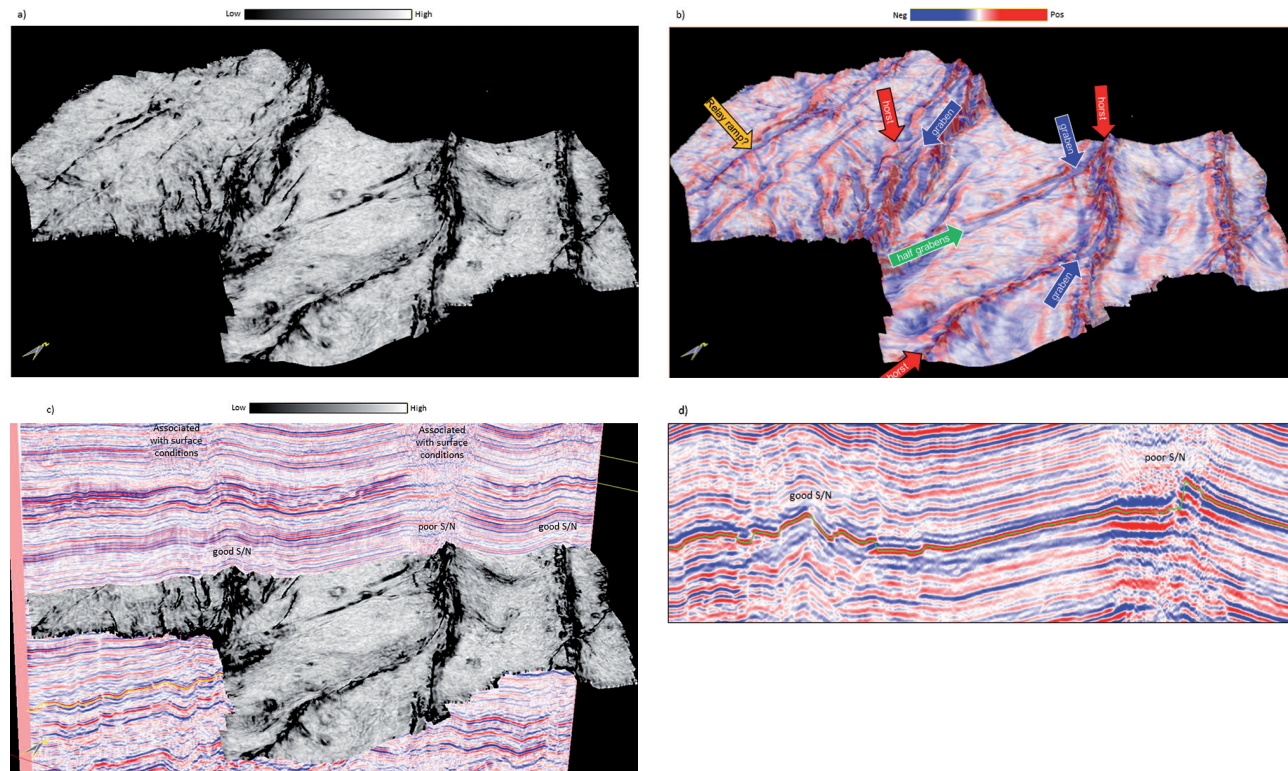 a)
Low
High
b)
Neg
Pos
Relay ramp?
horst
graben
graben
horst
half grabens
graben
horst
c)
Low
High
Associated
with surface
conditions
Associated
with surface
conditions
good S/N
poor S/N
good S/N
d)
good S/N
poor S/N